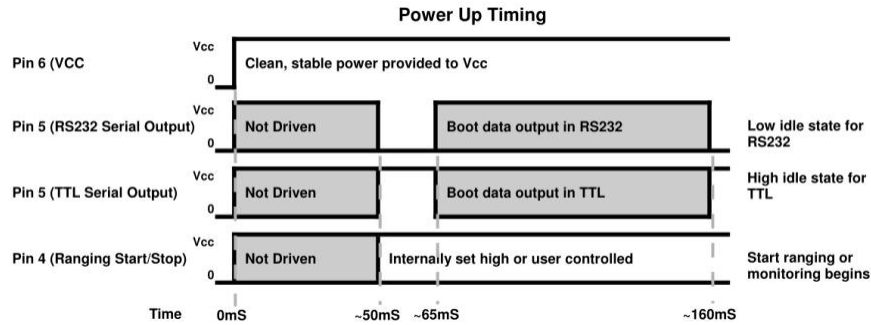 Power Up Timing
Pin 6 (VCC
Vcc
0
Clean, stable power provided to Vcc
Pin 5 (RS232 Serial Output)
Vcc
0
Not Driven
Boot data output in RS232
Low idle state for
RS232
Pin 5 (TTL Serial Output)
Vcc
0
Not Driven
Boot data output in TTL
High idle state for
TTL
Pin 4 (Ranging Start/Stop)
Vcc
0
Not Driven
Internally set high or user controlled
Start ranging or
monitoring begins
Time
0mS
~50mS
~65mS
~160mS